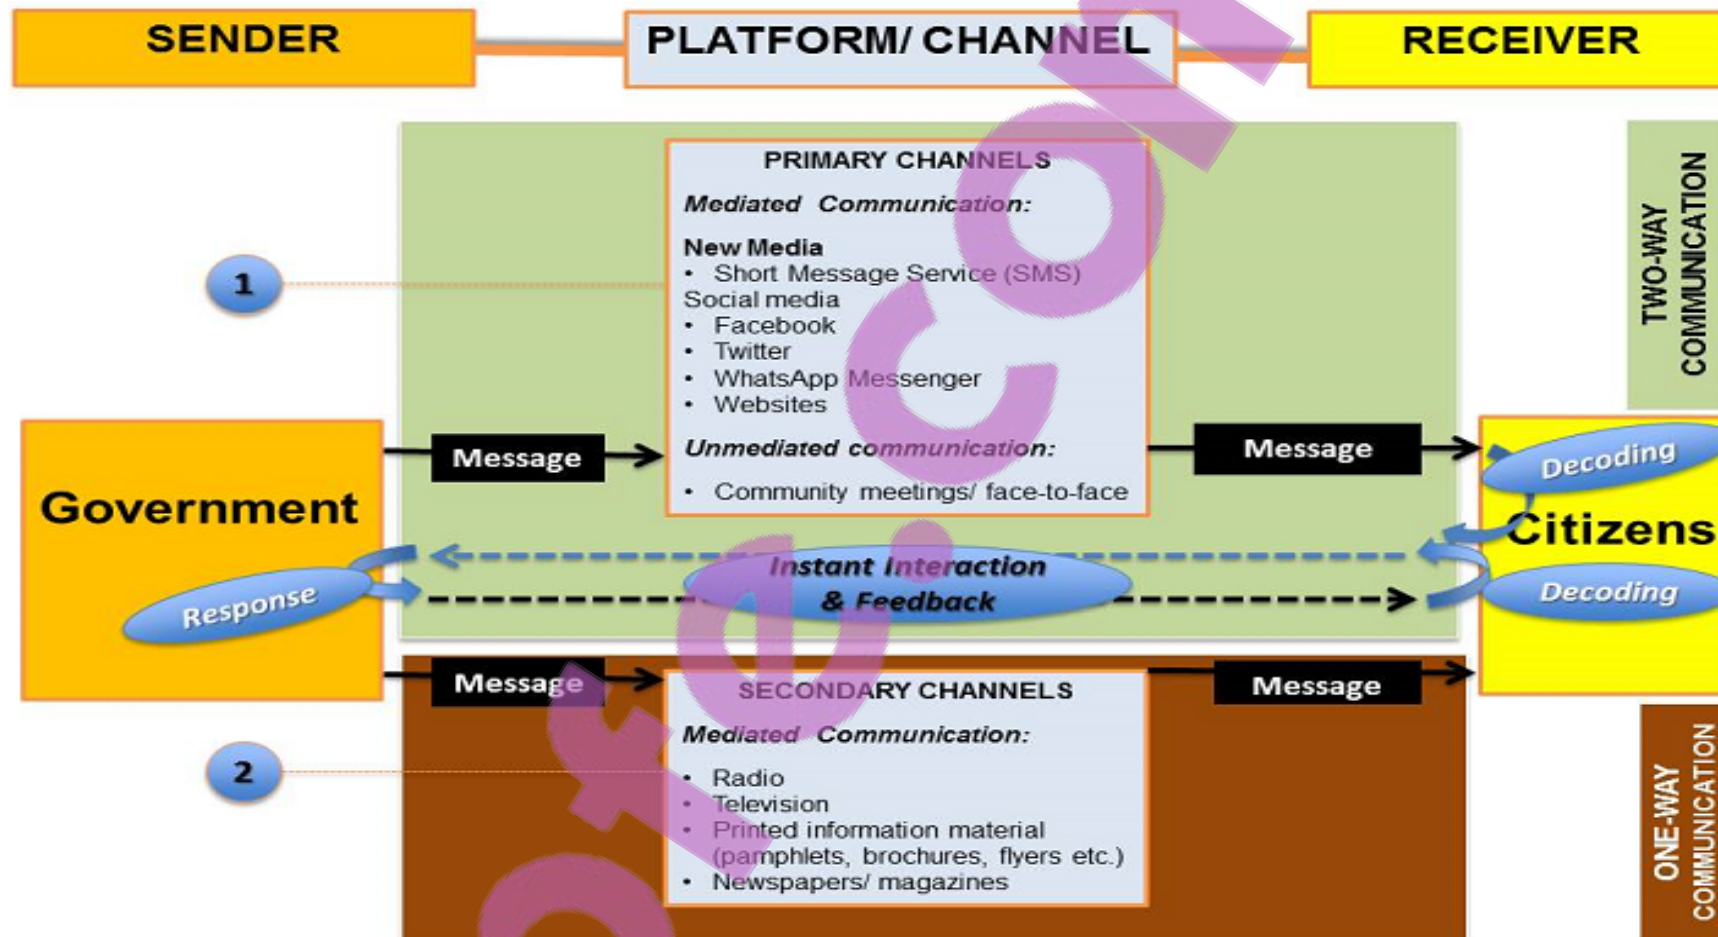 SENDER
PLATFORM/ CHANNEL
RECEIVER
PRIMARY CHANNELS
Mediated Communication:
New Media
• Short Message Service (SMS)
Social media
• Facebook
• Twitter
• WhatsApp Messenger
• Websites
Unmediated communication:
• Community meetings/ face-to-face
1
TWO-WAY
COMMUNICATION
Government
Message
Message
Decoding
Citizens
Decoding
Response
Instant Interaction
& Feedback
Message
Message
SECONDARY CHANNELS
Mediated Communication:
• Radio
• Television
• Printed information material
(pamphlets, brochures, flyers etc.)
• Newspapers/ magazines
2
ONE-WAY
COMMUNICATION
ofe.com